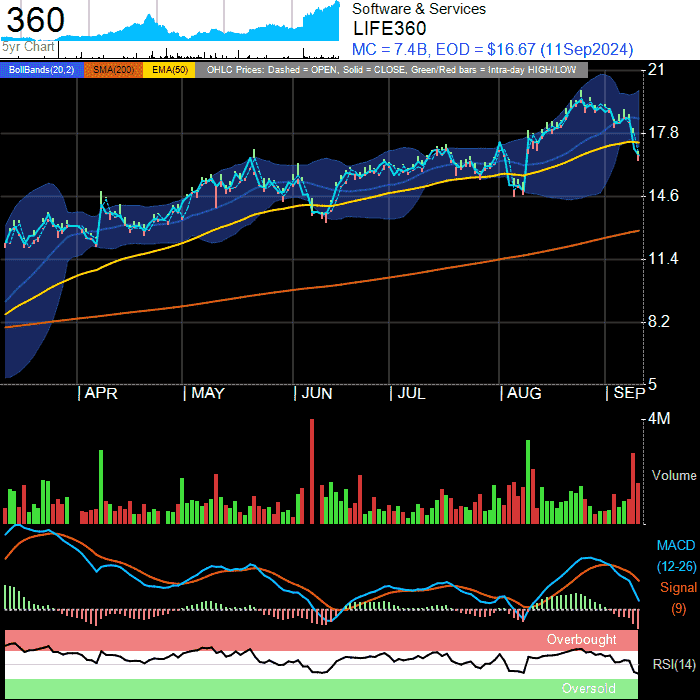 360
5yr Chart
Software & Services
LIFE360
MC = 7.4B, EOD = $16.67 (11Sep2024)
BollBands(20,2) SMA(200) EMA(50) OHLC Prices: Dashed = OPEN, Solid = CLOSE, Green/Red bars = Intra-day HIGH/LOW
21
17.8
14.6
11.4
8.2
5
APR MAY JUN JUL AUG SEP
4M
Volume
MACD
(12-26)
Signal
(9)
Overbought
RSI(14)
Oversold